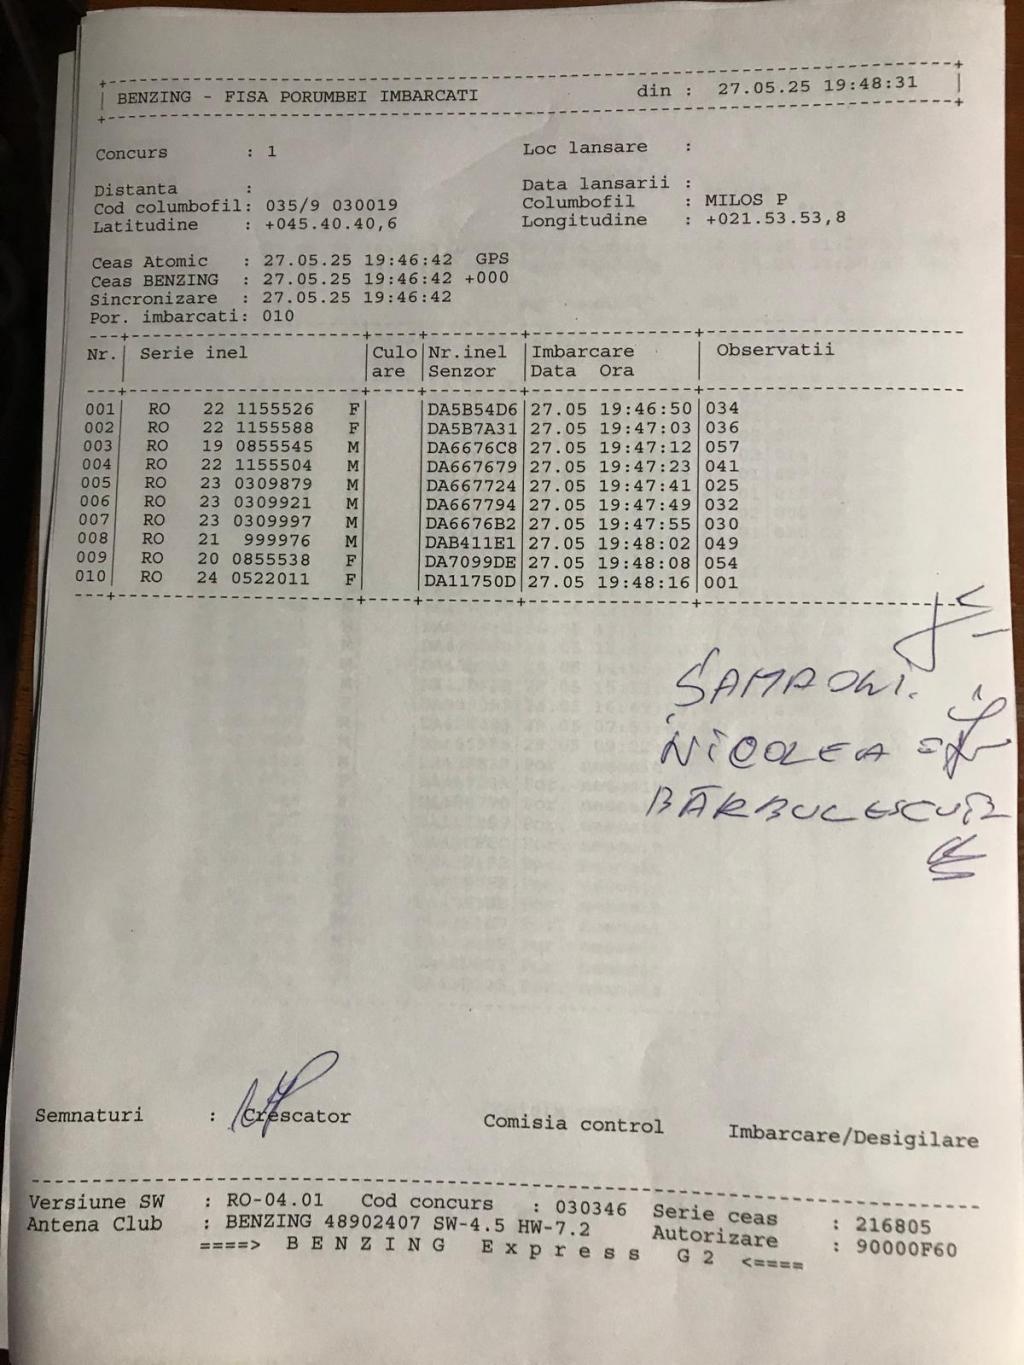 BENZING - FISA PORUMBEI IMBARCATI din : 27.05.25 19:48:31
Concurs : 1 Loc lansare :
Distanta : Data lansarii :
Cod columbofil: 035/9 030019 Columbofil : MILOS P
Latitudine : +045.40.40,6 Longitudine : +021.53.53,8
Ceas Atomic : 27.05.25 19:46:42 GPS
Ceas BENZING : 27.05.25 19:46:42 +000
Sincronizare : 27.05.25 19:46:42
Por. imbarcati: 010
Nr. Serie inel Culo Nr.inel Imbarcare Observatii
are Senzor Data Ora
001 RO 22 1155526 F DA5B54D6 27.05 19:46:50 034
002 RO 22 1155588 F DA5B7A31 27.05 19:47:03 036
003 RO 19 0855545 M DA6676C8 27.05 19:47:12 057
004 RO 22 1155504 M DA667679 27.05 19:47:23 041
005 RO 23 0309879 M DA667724 27.05 19:47:41 025
006 RO 23 0309921 M DA667794 27.05 19:47:49 032
007 RO 23 0309997 M DA6676B2 27.05 19:47:55 030
008 RO 21 999976 M DAB411E1 27.05 19:48:02 049
009 RO 20 0855538 F DA7099DE 27.05 19:48:08 054
010 RO 24 0522011 F DA11750D 27.05 19:48:16 001
NICOLEA
Semnaturi : Crescator Comisia control Imbarcare/Desigilare
Versiune SW : RO-04.01 Cod concurs : 030346 Serie ceas : 216805
Antena Club : BENZING 48902407 SW-4.5 HW-7.2 Autorizare : 90000F60
====> B E N Z I N G E x p r e s s G 2 <====